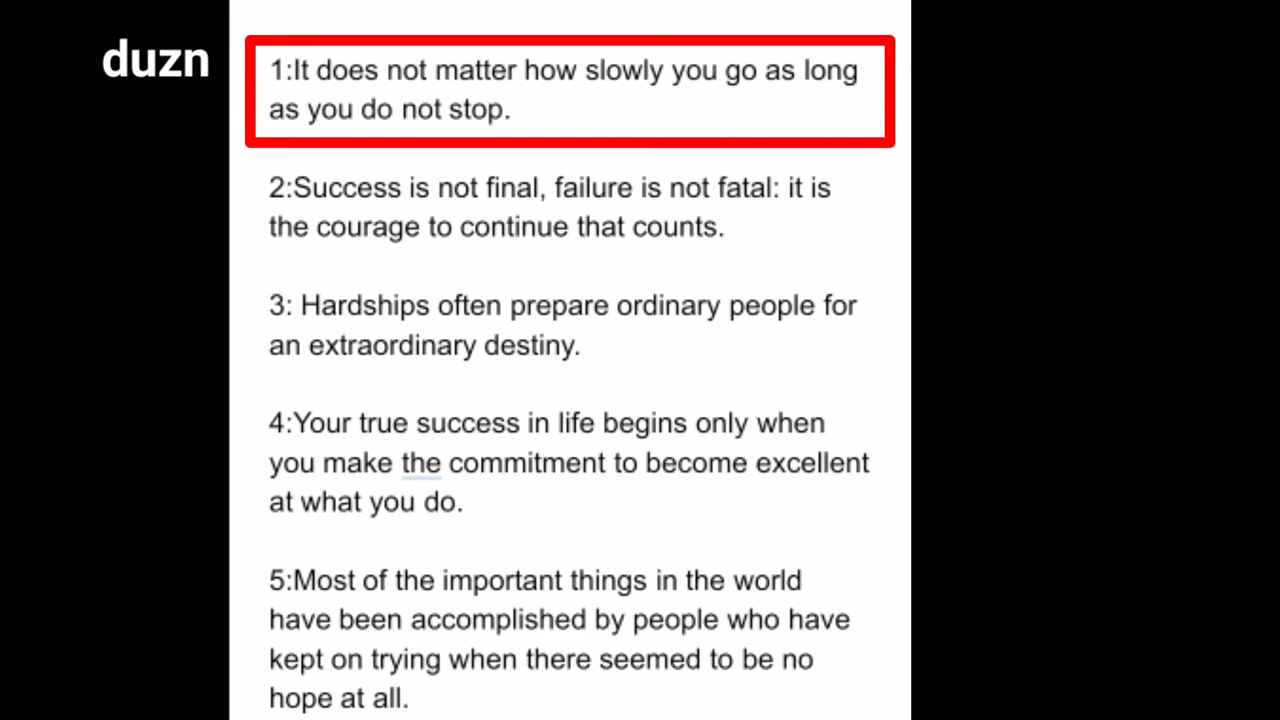 duzn
1:It does not matter how slowly you go as long
as you do not stop.
2:Success is not final, failure is not fatal: it is
the courage to continue that counts.
3: Hardships often prepare ordinary people for
an extraordinary destiny.
4:Your true success in life begins only when
you make the commitment to become excellent
at what you do.
5:Most of the important things in the world
have been accomplished by people who have
kept on trying when there seemed to be no
hope at all.